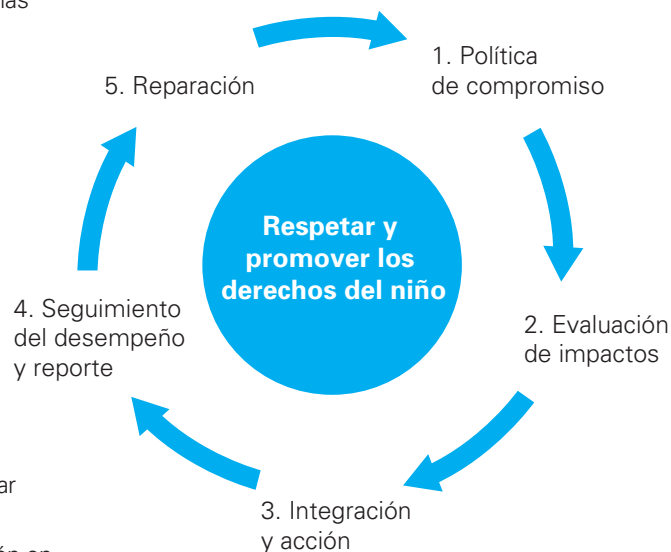 1. Política
de compromiso
5. Reparación
Respetar y
promover los
derechos del niño
2. Evaluación
de impactos
4. Seguimiento
del desempeño
y reporte
3. Integración
y acción